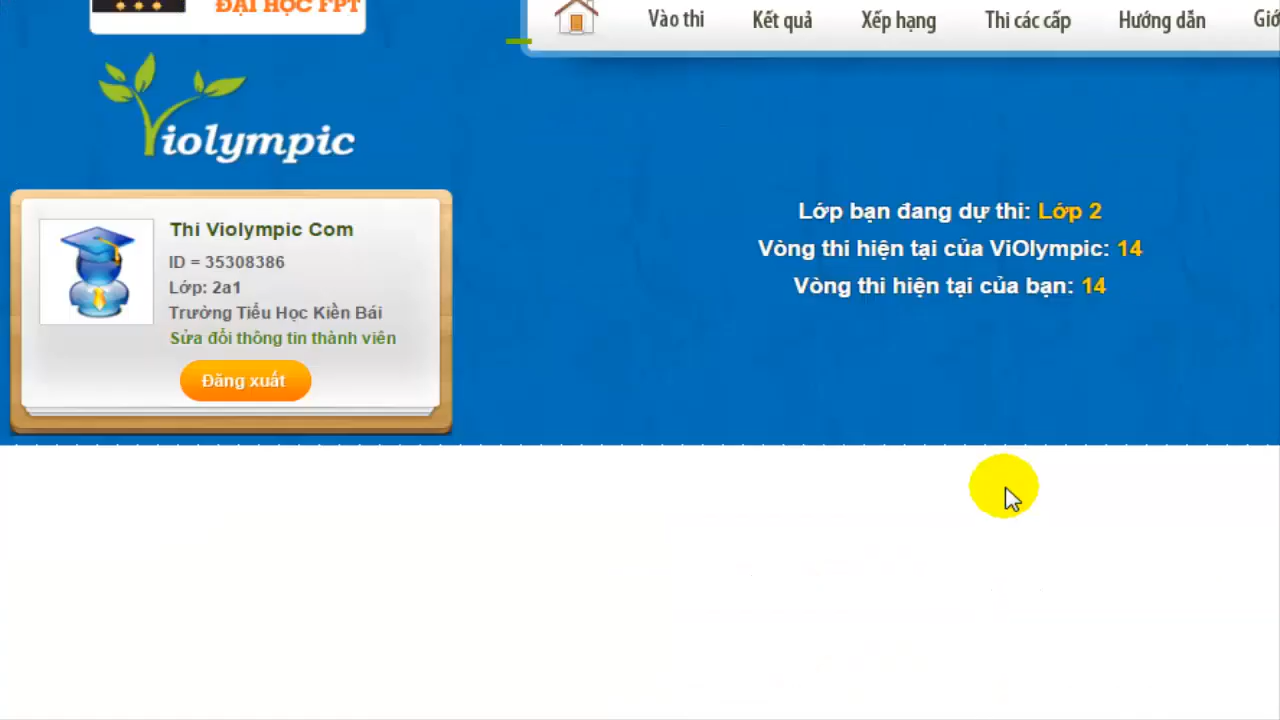 ĐẠI HỌC FPT
Vào thi Kết quả Xếp hạng Thi các cấp Hướng dẫn
Violympic
Thi Violympic Com
ID = 35308386
Lớp: 2a1
Trường Tiểu Học Kiền Bái
Sửa đổi thông tin thành viên
Đăng xuất
Lớp bạn đang dự thi: Lớp 2
Vòng thi hiện tại của ViOlympic: 14
Vòng thi hiện tại của bạn: 14